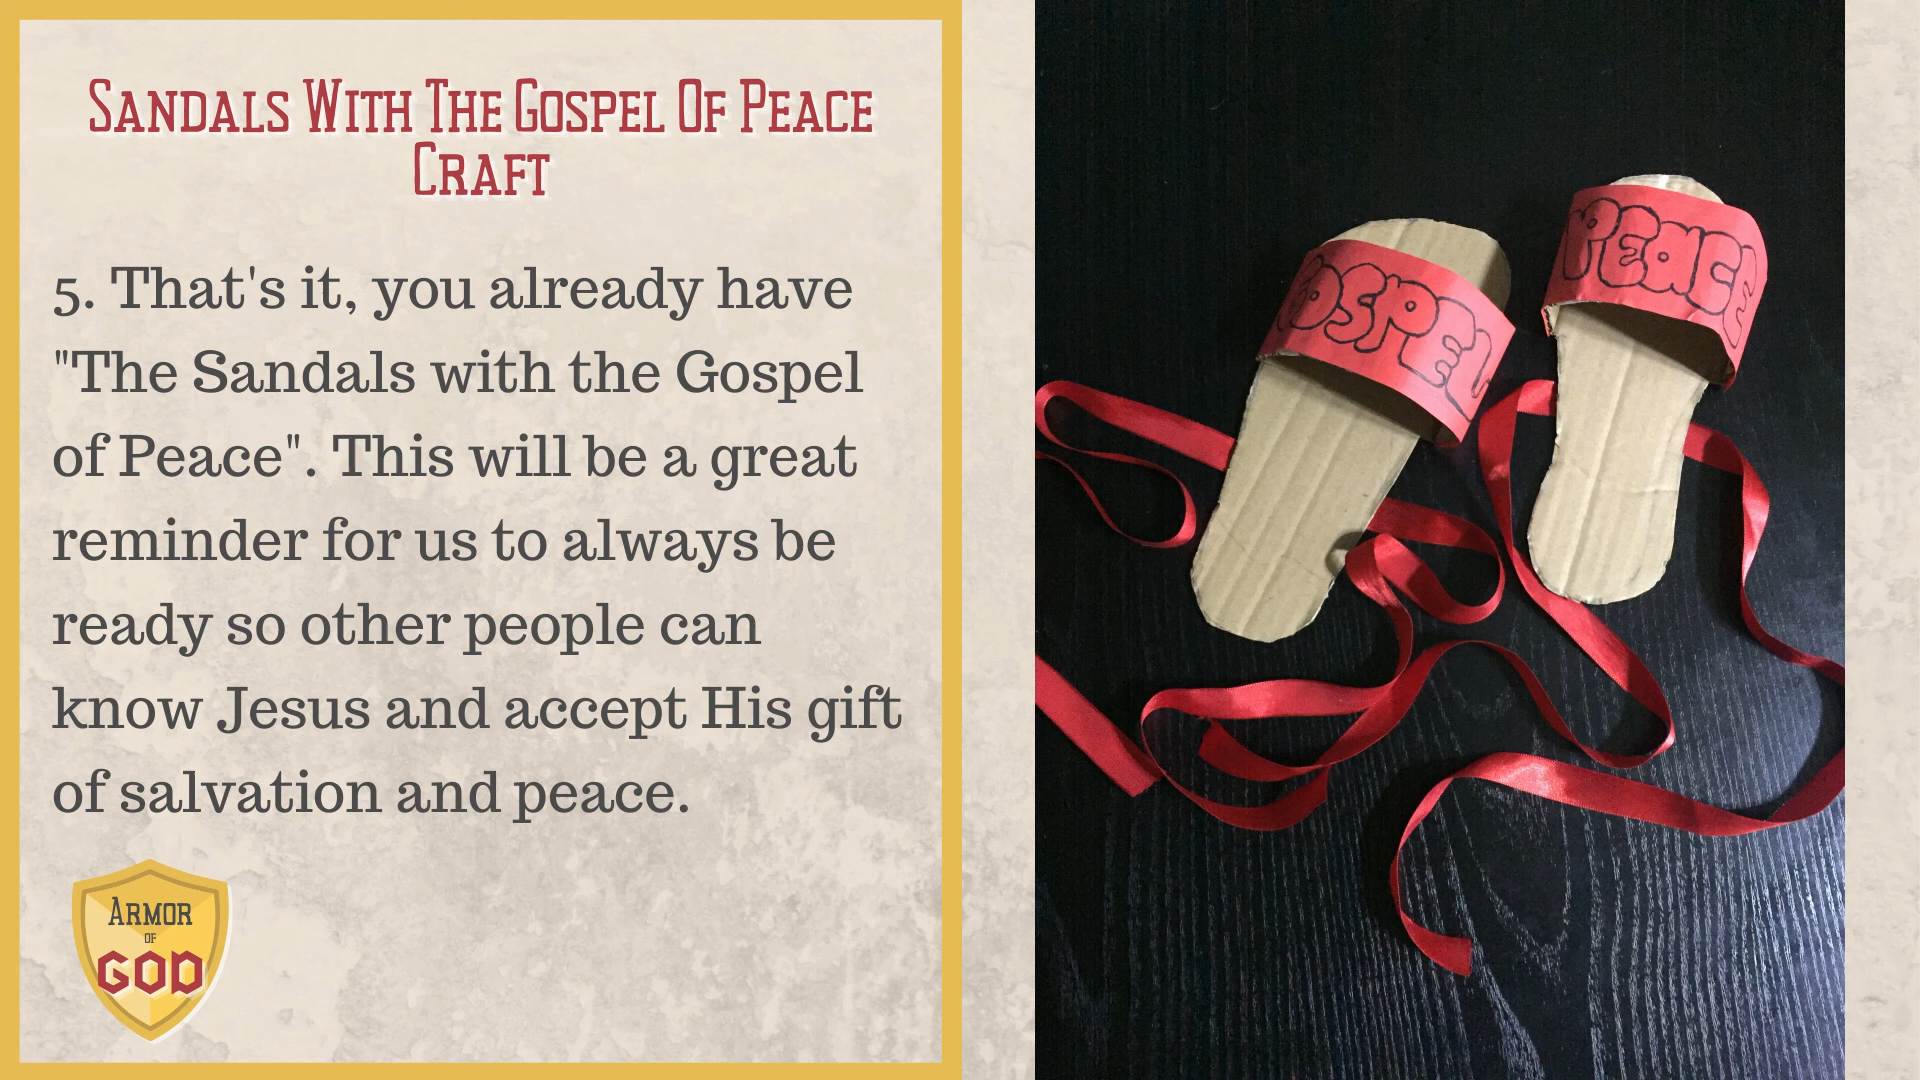 Sandals With The Gospel Of Peace
Craft
5. That's it, you already have
"The Sandals with the Gospel
of Peace". This will be a great
reminder for us to always be
ready so other people can
know Jesus and accept His gift
of salvation and peace.
Armor
of
God
GOSPEL
PEACE